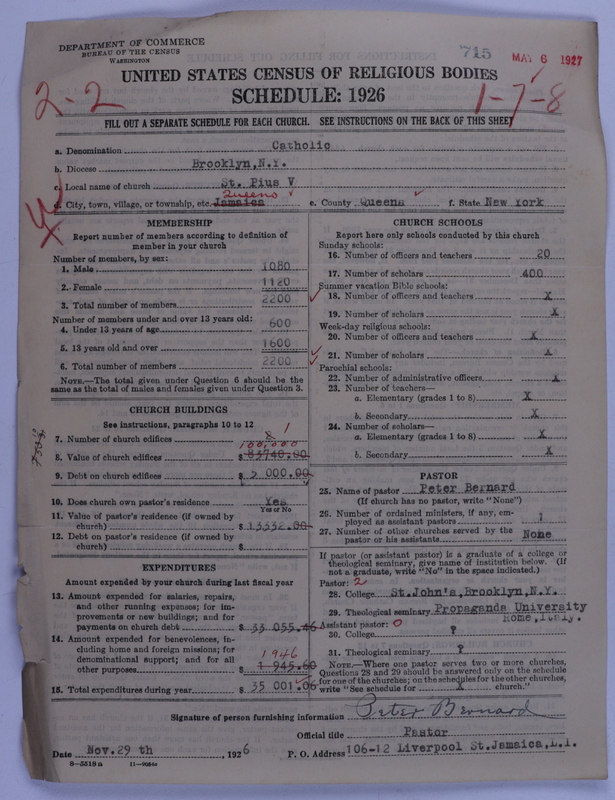 DEPARTMENT OF COMMERCE
BUREAU OF THE CENSUS
WASHINGTON
715
MAY 6 1927
UNITED STATES CENSUS OF RELIGIOUS BODIES
SCHEDULE: 1926
2-2
1-7-8
FILL OUT A SEPARATE SCHEDULE FOR EACH CHURCH. SEE INSTRUCTIONS ON THE BACK OF THIS SHEET
a. Denomination Catholic
b. Diocese Brooklyn, N.Y.
c. Local name of church St. Pius V
Queens
d. City, town, village, or township, etc. Jamaica e. County Queens f. State New York
MEMBERSHIP
Report number of members according to definition of
member in your church
Number of members, by sex:
1. Male 1080
2. Female 1120
3. Total number of members 2200
Number of members under and over 13 years old:
4. Under 13 years of age 600
5. 13 years old and over 1600
6. Total number of members 2200
NOTE.—The total given under Question 6 should be the
same as the total of males and females given under Question 3.
CHURCH BUILDINGS
See instructions, paragraphs 10 to 12
7. Number of church edifices 1
100,000
8. Value of church edifices $ 83740.00
9. Debt on church edifices $ 2 000.00
10. Does church own pastor's residence Yes
Yes or No
11. Value of pastor's residence (if owned by
church) $ 13332.00
12. Debt on pastor's residence (if owned by
church) $
EXPENDITURES
Amount expended by your church during last fiscal year
13. Amount expended for salaries, repairs,
and other running expenses; for im-
provements or new buildings; and for
payments on church debt $ 33 055.46
14. Amount expended for benevolences, in-
cluding home and foreign missions; for
denominational support; and for all
1946
other purposes $ 1 945.60
15. Total expenditures during year $ 35 001.06
CHURCH SCHOOLS
Report here only schools conducted by this church
Sunday schools:
16. Number of officers and teachers 20
17. Number of scholars 400
Summer vacation Bible schools:
18. Number of officers and teachers X
19. Number of scholars X
Week-day religious schools:
20. Number of officers and teachers X
21. Number of scholars X
Parochial schools:
22. Number of administrative officers X
23. Number of teachers—
a. Elementary (grades 1 to 8) X
b. Secondary X
24. Number of scholars—
a. Elementary (grades 1 to 8) X
b. Secondary X
PASTOR
25. Name of pastor Peter Bernard
(If church has no pastor, write "None")
26. Number of ordained ministers, if any, em-
ployed as assistant pastors 1
27. Number of other churches served by the
pastor or his assistants None
If pastor (or assistant pastor) is a graduate of a college or
theological seminary, give name of institution below. (If
not a graduate, write "No" in the space indicated.)
Pastor: 2
28. College St.John's, Brooklyn, N.Y.
29. Theological seminary Propaganda University
Rome, Italy.
Assistant pastor: 0
30. College ?
31. Theological seminary ?
NOTE.—Where one pastor serves two or more churches,
Questions 28 and 29 should be answered only on the schedule
for one of the churches; on the schedules for the other churches,
write "See schedule for X church."
Signature of person furnishing information Peter Bernard
Official title Pastor
Date Nov. 29 th, 1926 P. O. Address 106-12 Liverpool St. Jamaica, L.I.
8—5518a 11—9054a